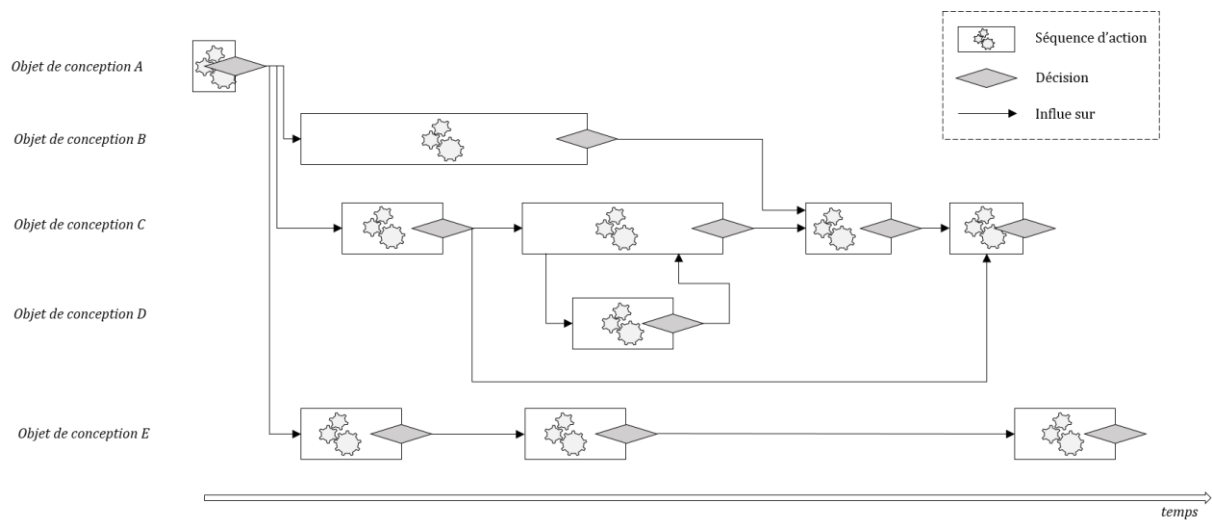 Objet de conception A
Objet de conception B
Objet de conception C
Objet de conception D
Objet de conception E
Séquence d'action
Décision
Influe sur
temps